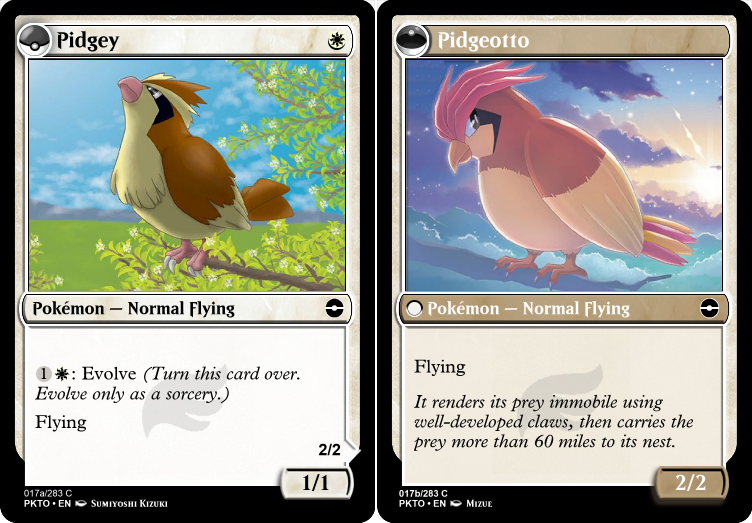 Pidgey
Pokémon — Normal Flying
1: Evolve (Turn this card over.
Evolve only as a sorcery.)
Flying
2/2
1/1
017a/283 C
PKTO • EN Sumiyoshi Kizuki
Pidgeotto
Pokémon — Normal Flying
Flying
It renders its prey immobile using
well-developed claws, then carries the
prey more than 60 miles to its nest.
2/2
017b/283 C
PKTO • EN Mizue